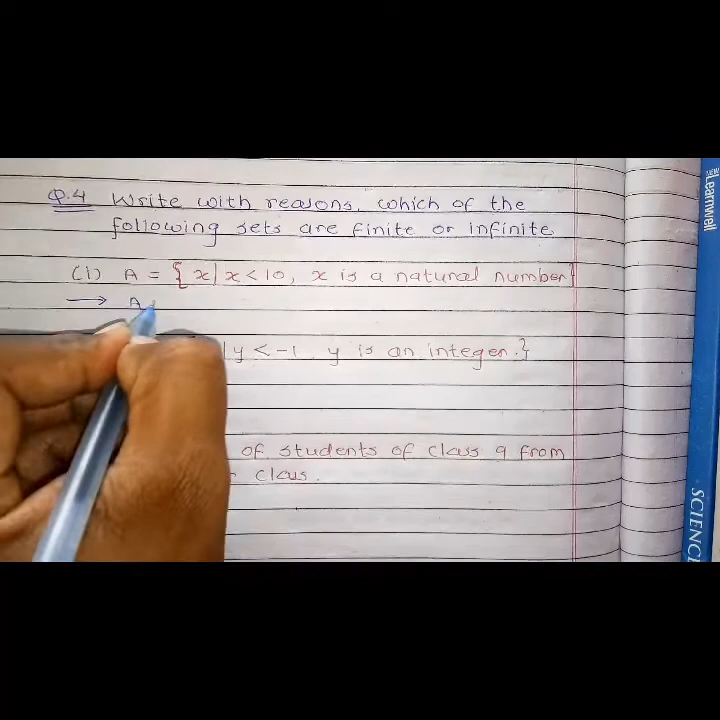 Q.4 Write with reasons, which of the
following sets are finite or infinite
(i) A = { x | x < 10, x is a natural number}
→ A
| y < -1, y is an integer.}
of students of class 9 from
class.
Learnwell
SCIENC